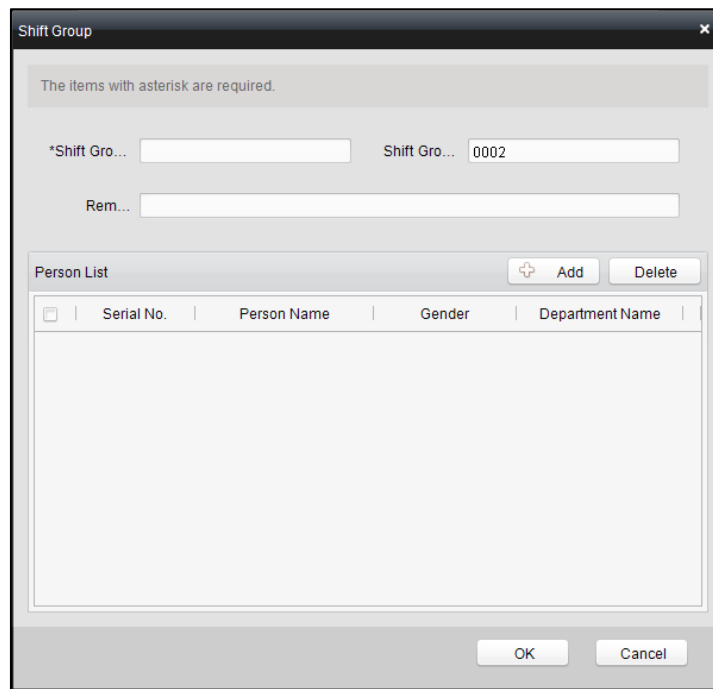 Shift Group
The items with asterisk are required.
*Shift Gro... Shift Gro... 0002
Rem...
Person List Add Delete
Serial No. Person Name Gender Department Name
OK Cancel